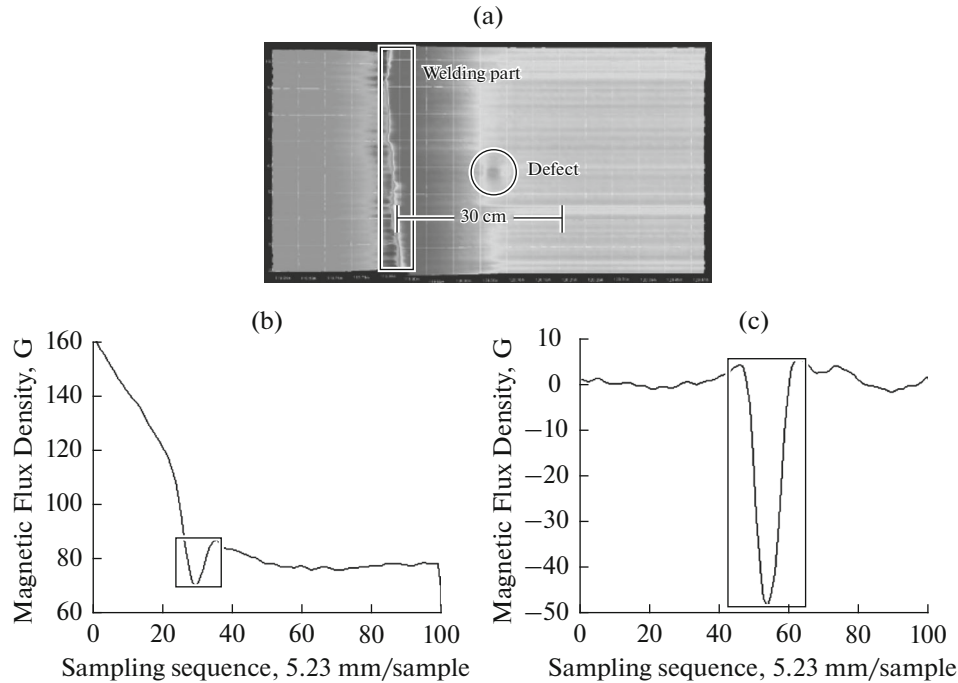 (a)
Welding part
Defect
30 cm
(b)
160
140
120
100
80
60
0
20
40
60
80
100
Magnetic Flux Density, G
Sampling sequence, 5.23 mm/sample
(c)
10
0
−10
−20
−30
−40
−50
0
20
40
60
80
100
Magnetic Flux Density, G
Sampling sequence, 5.23 mm/sample